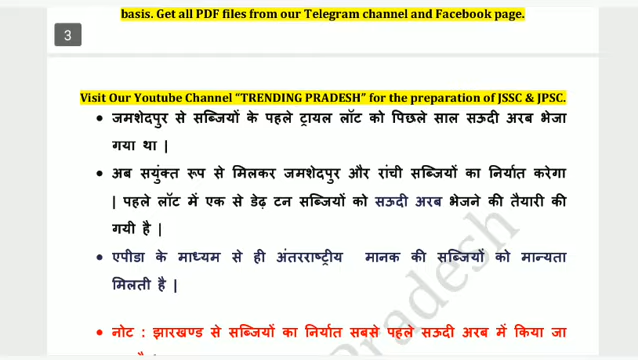 basis. Get all PDF files from our Telegram channel and Facebook page.
3
Visit Our Youtube Channel "TRENDING PRADESH" for the preparation of JSSC & JPSC.
• जमशेदपुर से सब्जियों के पहले ट्रायल लॉट को पिछले साल सऊदी अरब भेजा
गया था |
• अब सयुंक्त रूप से मिलकर जमशेदपुर और रांची सब्जियों का निर्यात करेगा
| पहले लॉट में एक से डेढ़ टन सब्जियों को सऊदी अरब भेजने की तैयारी की
गयी है |
• एपीडा के माध्यम से ही अंतरराष्ट्रीय मानक की सब्जियों को मान्यता
मिलती है |
• नोट : झारखण्ड से सब्जियों का निर्यात सबसे पहले सऊदी अरब में किया जा
Pradesh